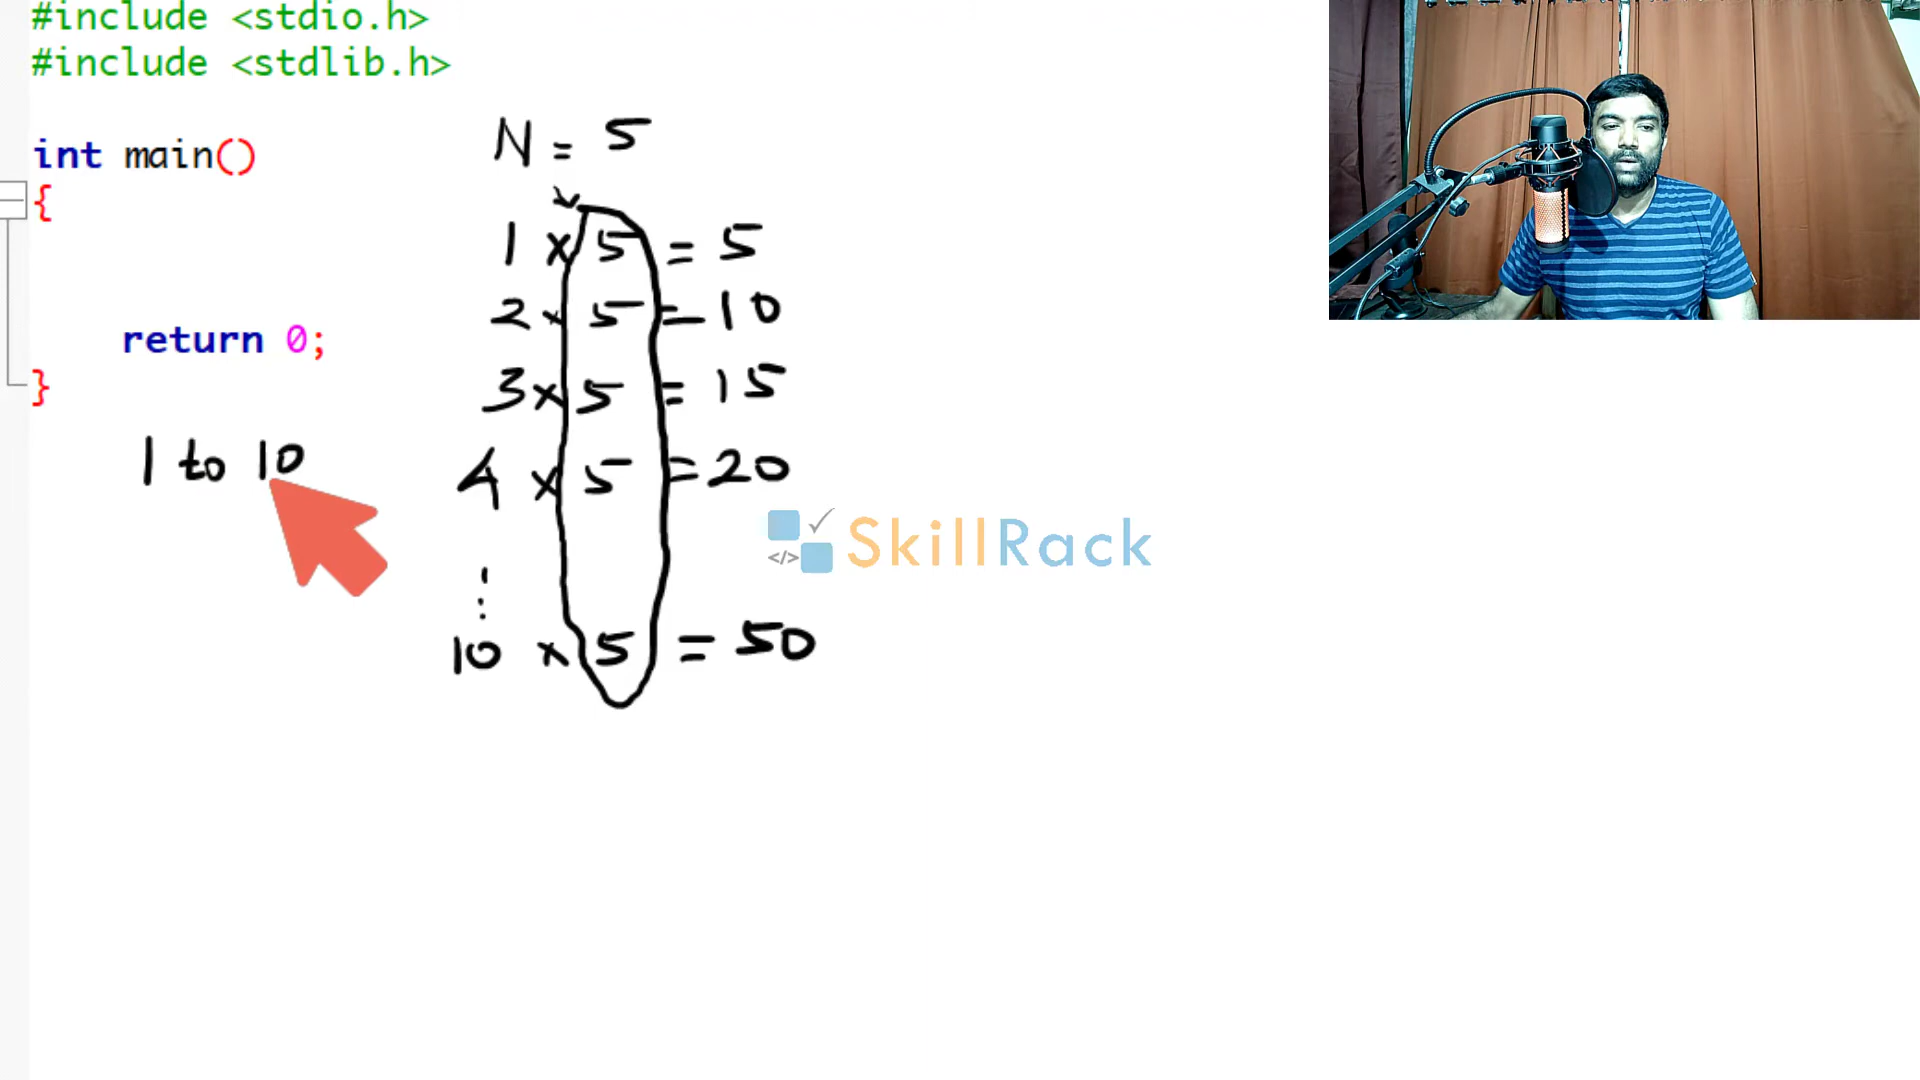 #include <stdio.h>
#include <stdlib.h>
int main()
{
return 0;
}
1 to 10
N = 5
1 x 5 = 5
2 x 5 = 10
3 x 5 = 15
4 x 5 = 20
⋮
10 x 5 = 50
</> SkillRack